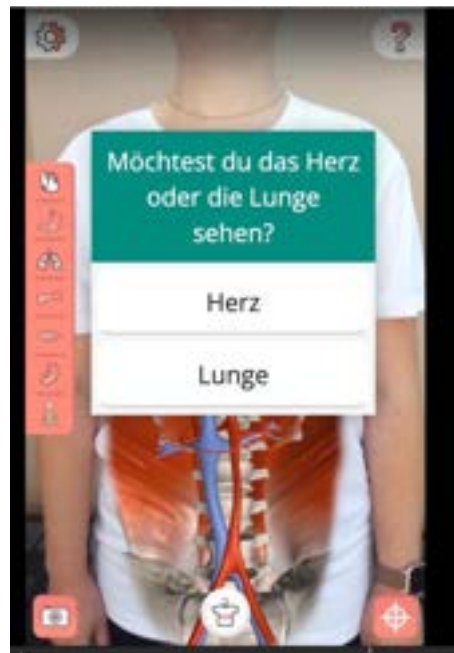 Möchtest du das Herz
oder die Lunge
sehen?
Herz
Lunge